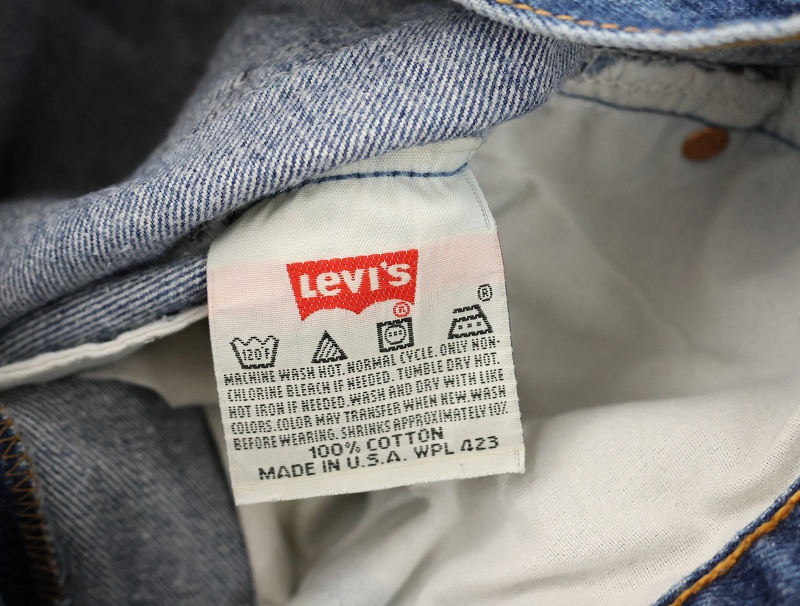 LEVI'S
®
®
120°F
MACHINE WASH HOT. NORMAL CYCLE. ONLY NON-
CHLORINE BLEACH IF NEEDED. TUMBLE DRY HOT.
HOT IRON IF NEEDED. WASH AND DRY WITH LIKE
COLORS. COLOR MAY TRANSFER WHEN NEW. WASH
BEFORE WEARING. SHRINKS APPROXIMATELY 10%
100% COTTON
MADE IN U.S.A. WPL 423